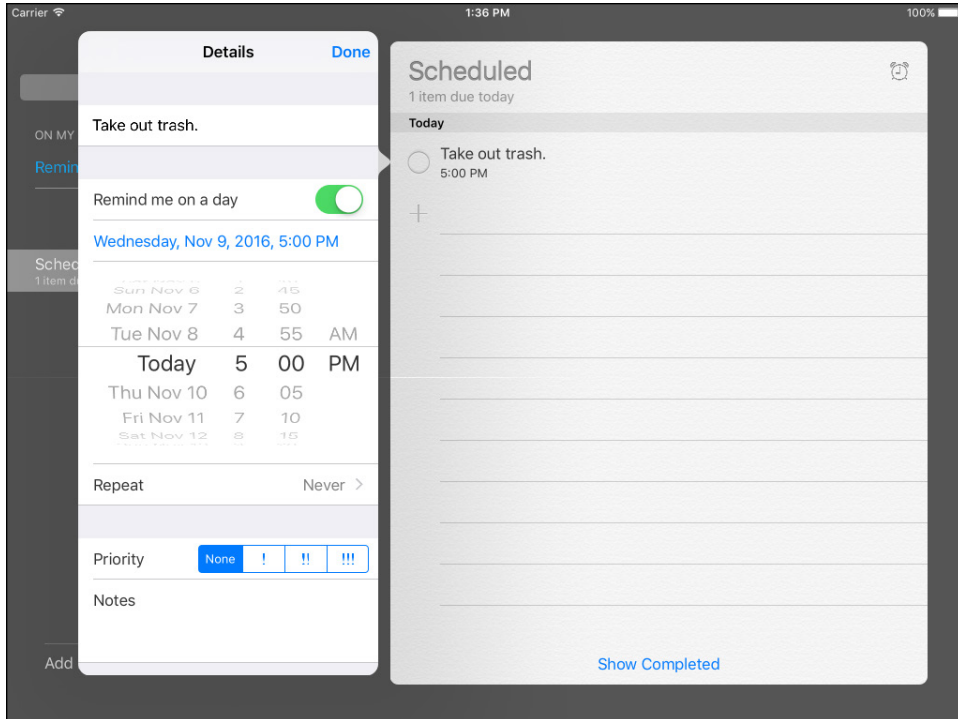 Carrier 1:36 PM 100%
Details Done
Take out trash.
Remind me on a day
Wednesday, Nov 9, 2016, 5:00 PM
Sun Nov 6 2 45
Mon Nov 7 3 50
Tue Nov 8 4 55 AM
Today 5 00 PM
Thu Nov 10 6 05
Fri Nov 11 7 10
Sat Nov 12 8 15
Repeat Never >
Priority None ! !! !!!
Notes
ON MY
Remin
Sched
1 item d
Add
Scheduled
1 item due today
Today
Take out trash.
5:00 PM
Show Completed